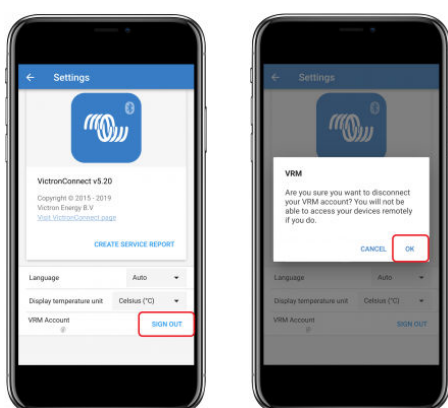 Settings
VictronConnect v5.20
Copyright © 2015 - 2019
Victron Energy B.V
Visit VictronConnect page
CREATE SERVICE REPORT
Language Auto
Display temperature unit Celsius (°C)
VRM Account SIGN OUT
@
Settings
VRM
Are you sure you want to disconnect
your VRM account? You will not be
able to access your devices remotely
if you do.
CANCEL OK
Language Auto
Display temperature unit Celsius (°C)
VRM Account SIGN OUT
@